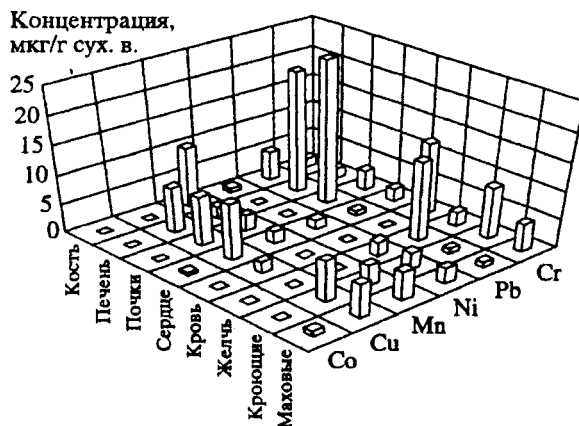 Концентрация,
мкг/г сух. в.
25
20
15
10
5
0
Кость
Печень
Почки
Сердце
Кровь
Желчь
Кроющие
Маховые
Co
Cu
Mn
Ni
Pb
Cr